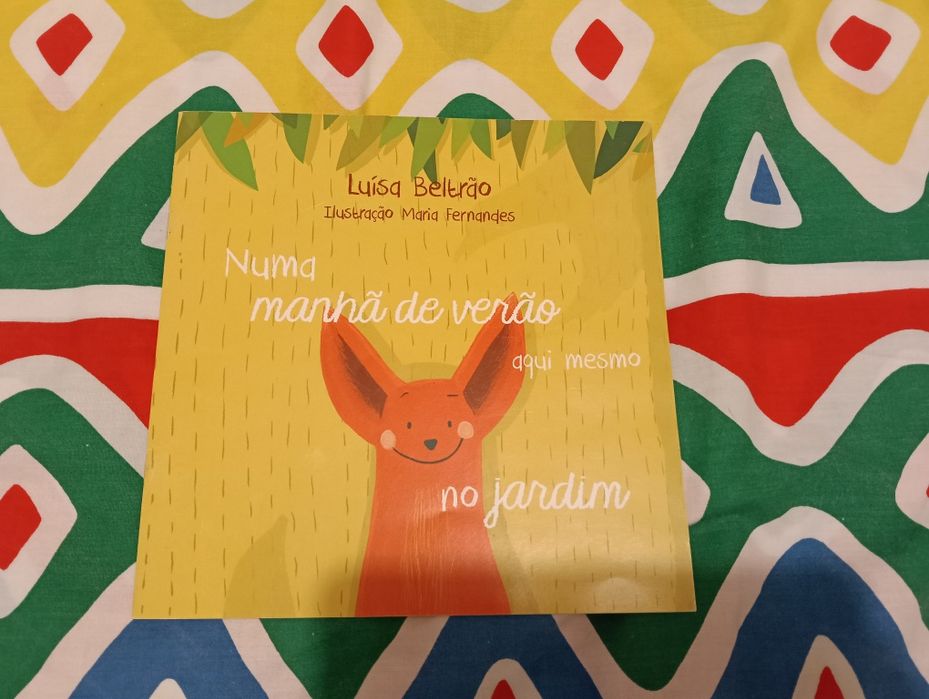 Luísa Beltrão
Ilustração Maria Fernandes
Numa
manhã de verão
aqui mesmo
no jardim